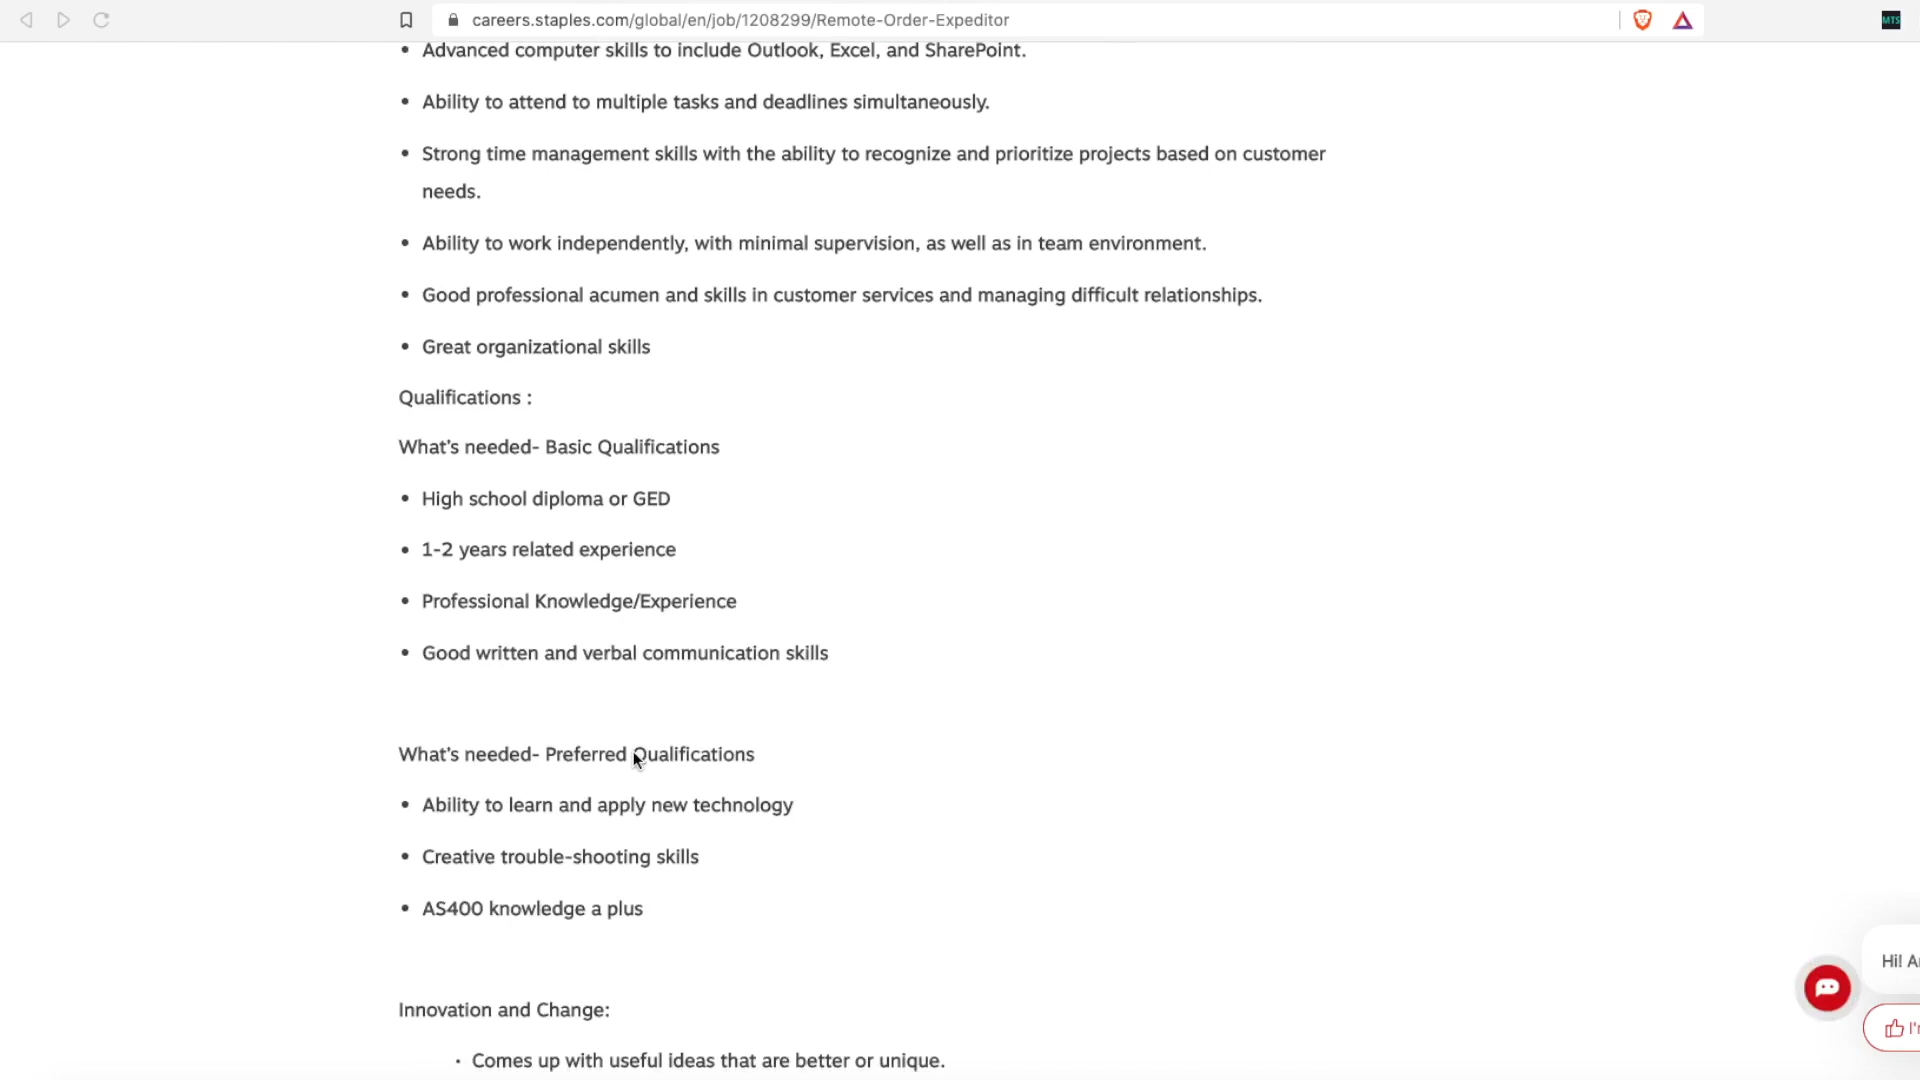 careers.staples.com/global/en/job/1208299/Remote-Order-Expeditor
MTS
• Advanced computer skills to include Outlook, Excel, and SharePoint.
• Ability to attend to multiple tasks and deadlines simultaneously.
• Strong time management skills with the ability to recognize and prioritize projects based on customer
needs.
• Ability to work independently, with minimal supervision, as well as in team environment.
• Good professional acumen and skills in customer services and managing difficult relationships.
• Great organizational skills
Qualifications :
What's needed- Basic Qualifications
• High school diploma or GED
• 1-2 years related experience
• Professional Knowledge/Experience
• Good written and verbal communication skills
What's needed- Preferred Qualifications
• Ability to learn and apply new technology
• Creative trouble-shooting skills
• AS400 knowledge a plus
Hi!
Innovation and Change:
• Comes up with useful ideas that are better or unique.